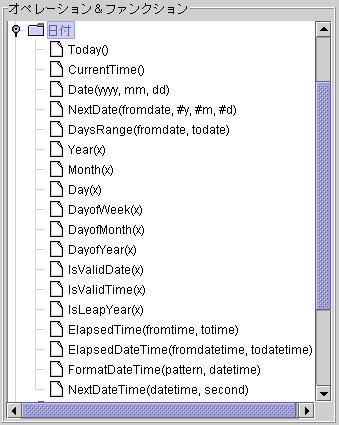 オペレーション＆ファンクション
日付
Today()
CurrentTime()
Date(yyyy, mm, dd)
NextDate(fromdate, #y, #m, #d)
DaysRange(fromdate, todate)
Year(x)
Month(x)
Day(x)
DayofWeek(x)
DayofMonth(x)
DayofYear(x)
IsValidDate(x)
IsValidTime(x)
IsLeapYear(x)
ElapsedTime(fromtime, totime)
ElapsedDateTime(fromdatetime, todatetime)
FormatDateTime(pattern, datetime)
NextDateTime(datetime, second)